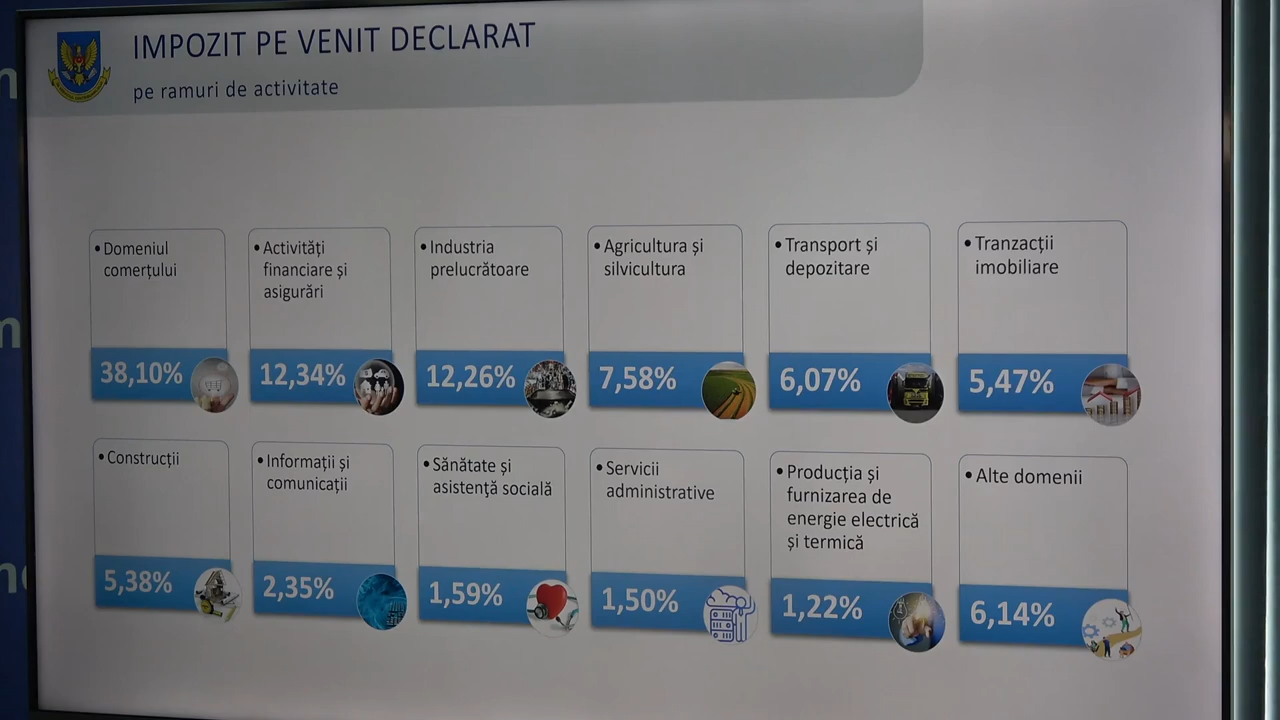 IMPOZIT PE VENIT DECLARAT
pe ramuri de activitate
• Domeniul
comerțului
38,10%
• Activități
financiare și
asigurări
12,34%
• Industria
prelucrătoare
12,26%
• Agricultura și
silvicultura
7,58%
• Transport și
depozitare
6,07%
• Tranzacții
imobiliare
5,47%
• Construcții
5,38%
• Informații și
comunicații
2,35%
• Sănătate și
asistență socială
1,59%
• Servicii
administrative
1,50%
• Producția și
furnizarea de
energie electrică
și termică
1,22%
• Alte domenii
6,14%